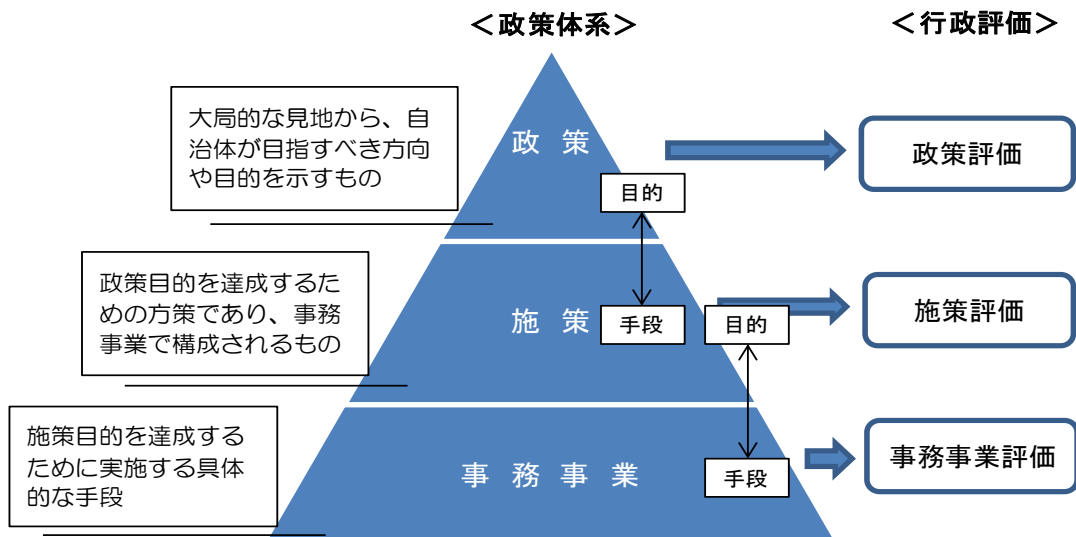 ＜政策体系＞
＜行政評価＞
大局的な見地から、自
治体が目指すべき方向
や目的を示すもの
政策
政策評価
目的
政策目的を達成するた
めの方策であり、事務
事業で構成されるもの
施策
手段
目的
施策評価
施策目的を達成する
ために実施する具体
的な手段
事務事業
手段
事務事業評価